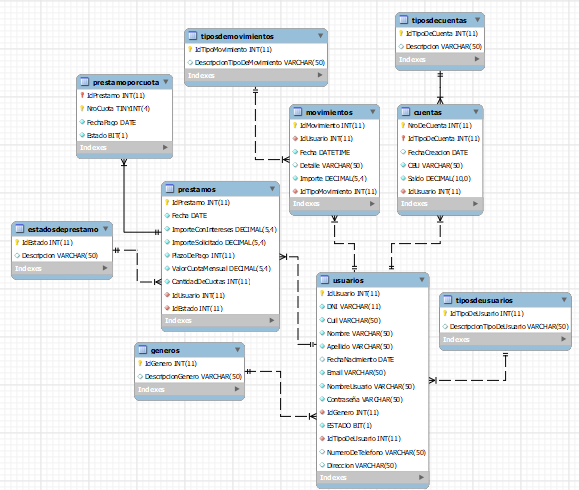 tiposdemovimientos
IdTipoMovimiento INT(11)
DescripcionTipoDeMovimiento VARCHAR(50)
Indexes
tiposdecuentas
IdTipoDeCuenta INT(11)
Descripcion VARCHAR(50)
Indexes
prestamoporcuota
IdPrestamo INT(11)
NroCuota TINYINT(4)
FechaPago DATE
Estado BIT(1)
Indexes
movimientos
IdMovimiento INT(11)
IdUsuario INT(11)
Fecha DATETIME
Detalle VARCHAR(50)
Importe DECIMAL(5,4)
IdTipoMovimiento INT(11)
Indexes
cuentas
NroDeCuenta INT(11)
IdTipoDeCuenta INT(11)
FechaCreacion DATE
CBU VARCHAR(50)
Saldo DECIMAL(10,0)
IdUsuario INT(11)
Indexes
prestamos
IdPrestamo INT(11)
Fecha DATE
ImporteConIntereses DECIMAL(5,4)
ImporteSolicitado DECIMAL(5,4)
PlazoDePago INT(11)
ValorCuotaMensual DECIMAL(5,4)
CantidadDeCuotas INT(11)
IdUsuario INT(11)
IdEstado INT(11)
Indexes
estadosdeprestamo
IdEstado INT(11)
Descripcion VARCHAR(50)
Indexes
usuarios
IdUsuario INT(11)
DNI VARCHAR(11)
Cuil VARCHAR(50)
Nombre VARCHAR(50)
Apellido VARCHAR(50)
FechaNacimiento DATE
Email VARCHAR(50)
NombreUsuario VARCHAR(50)
Contraseña VARCHAR(50)
IdGenero INT(11)
ESTADO BIT(1)
IdTipoDeUsuario INT(11)
NumeroDeTelefono VARCHAR(50)
Direccion VARCHAR(50)
Indexes
tiposdeusuarios
IdTipoDeUsuario INT(11)
DescripcionTipoDeUsuario VARCHAR(50)
Indexes
generos
IdGenero INT(11)
DescripcionGenero VARCHAR(50)
Indexes